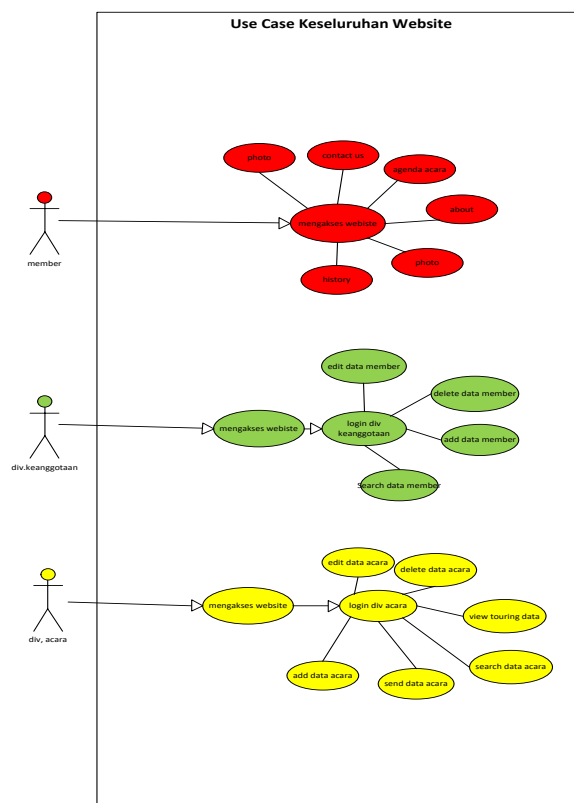 Use Case Keseluruhan Website
photo
contact us
agenda acara
mengakses webiste
about
photo
history
member
edit data member
delete data member
mengakses webiste
login div
keanggotaan
add data member
Search data member
div.keanggotaan
edit data acara
delete data acara
mengakses website
login div acara
view touring data
search data acara
add data acara
send data acara
div, acara